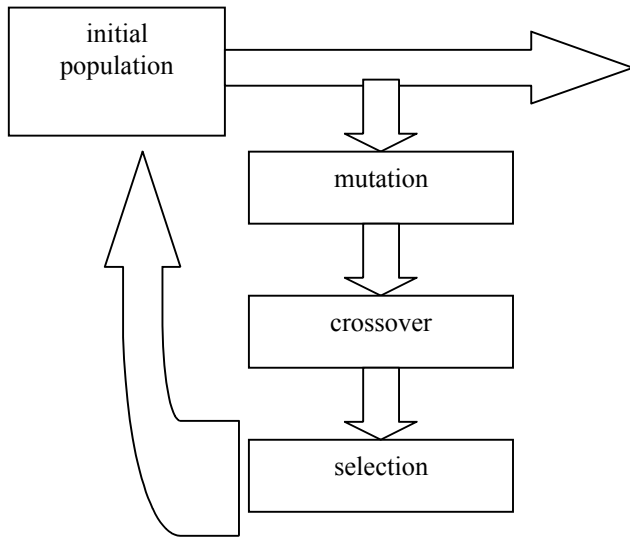 initial
population
mutation
crossover
selection